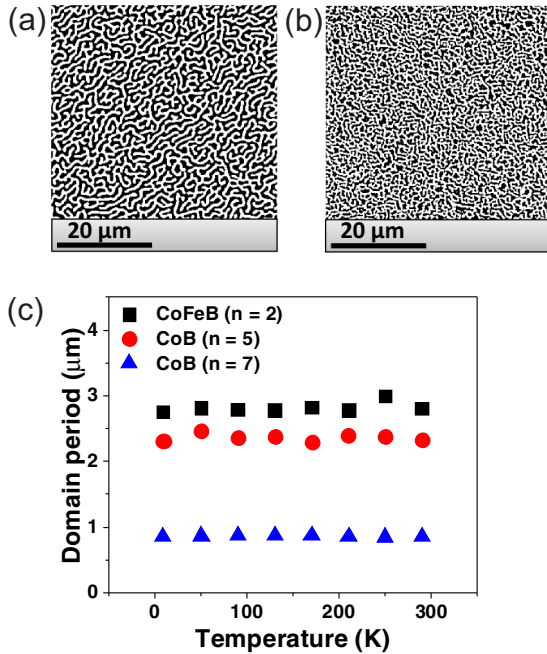 (a)
(b)
20 μm
20 μm
(c)
CoFeB (n = 2)
CoB (n = 5)
CoB (n = 7)
Domain period (μm)
4
3
2
1
0
0
100
200
300
Temperature (K)